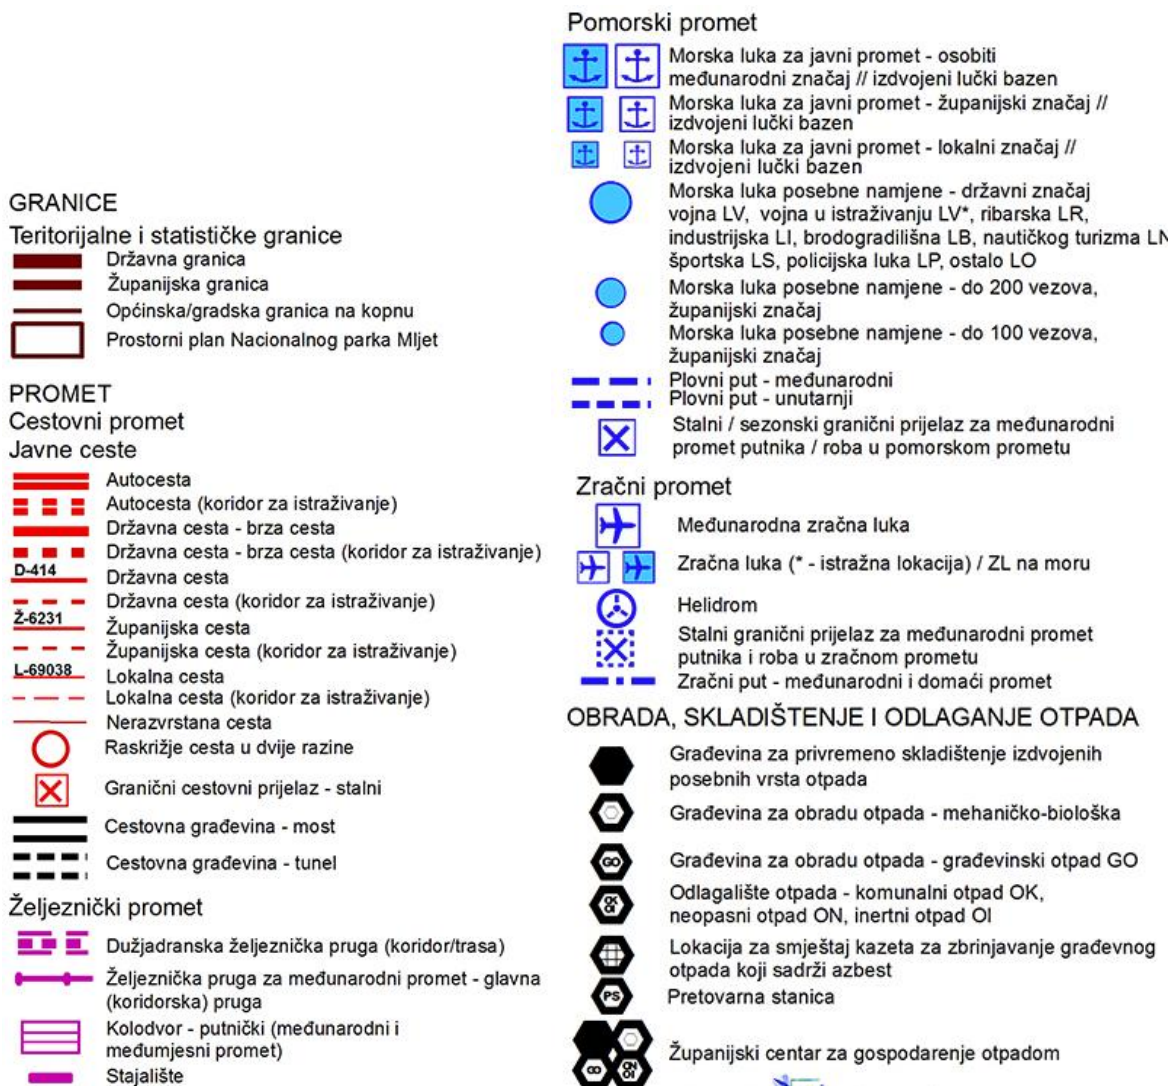 GRANICE
Teritorijalne i statističke granice
Državna granica
Županijska granica
Općinska/gradska granica na kopnu
Prostorni plan Nacionalnog parka Mljet
PROMET
Cestovni promet
Javne ceste
Autocesta
Autocesta (koridor za istraživanje)
Državna cesta - brza cesta
Državna cesta - brza cesta (koridor za istraživanje)
D-414
Državna cesta
Državna cesta (koridor za istraživanje)
Ž-6231
Županijska cesta
Županijska cesta (koridor za istraživanje)
L-69038
Lokalna cesta
Lokalna cesta (koridor za istraživanje)
Nerazvrstana cesta
Raskrižje cesta u dvije razine
Granični cestovni prijelaz - stalni
Cestovna građevina - most
Cestovna građevina - tunel
Željeznički promet
Dužjadranska željeznička pruga (koridor/trasa)
Željeznička pruga za međunarodni promet - glavna
(koridorska) pruga
Kolodvor - putnički (međunarodni i
međumjesni promet)
Stajalište
Pomorski promet
Morska luka za javni promet - osobiti
međunarodni značaj // izdvojeni lučki bazen
Morska luka za javni promet - županijski značaj //
izdvojeni lučki bazen
Morska luka za javni promet - lokalni značaj //
izdvojeni lučki bazen
Morska luka posebne namjene - državni značaj
vojna LV, vojna u istraživanju LV*, ribarska LR,
industrijska LI, brodogradilišna LB, nautičkog turizma LN
športska LS, policijska luka LP, ostalo LO
Morska luka posebne namjene - do 200 vezova,
županijski značaj
Morska luka posebne namjene - do 100 vezova,
županijski značaj
Plovni put - međunarodni
Plovni put - unutarnji
Stalni / sezonski granični prijelaz za međunarodni
promet putnika / roba u pomorskom prometu
Zračni promet
Međunarodna zračna luka
Zračna luka (* - istražna lokacija) / ZL na moru
Helidrom
Stalni granični prijelaz za međunarodni promet
putnika i roba u zračnom prometu
Zračni put - međunarodni i domaći promet
OBRADA, SKLADIŠTENJE I ODLAGANJE OTPADA
Građevina za privremeno skladištenje izdvojenih
posebnih vrsta otpada
Građevina za obradu otpada - mehaničko-biološka
GO
Građevina za obradu otpada - građevinski otpad GO
OK
OI
Odlagalište otpada - komunalni otpad OK,
neopasni otpad ON, inertni otpad OI
Lokacija za smještaj kazeta za zbrinjavanje građevnog
otpada koji sadrži azbest
PS
Pretovarna stanica
GO
ON
OI
Županijski centar za gospodarenje otpadom